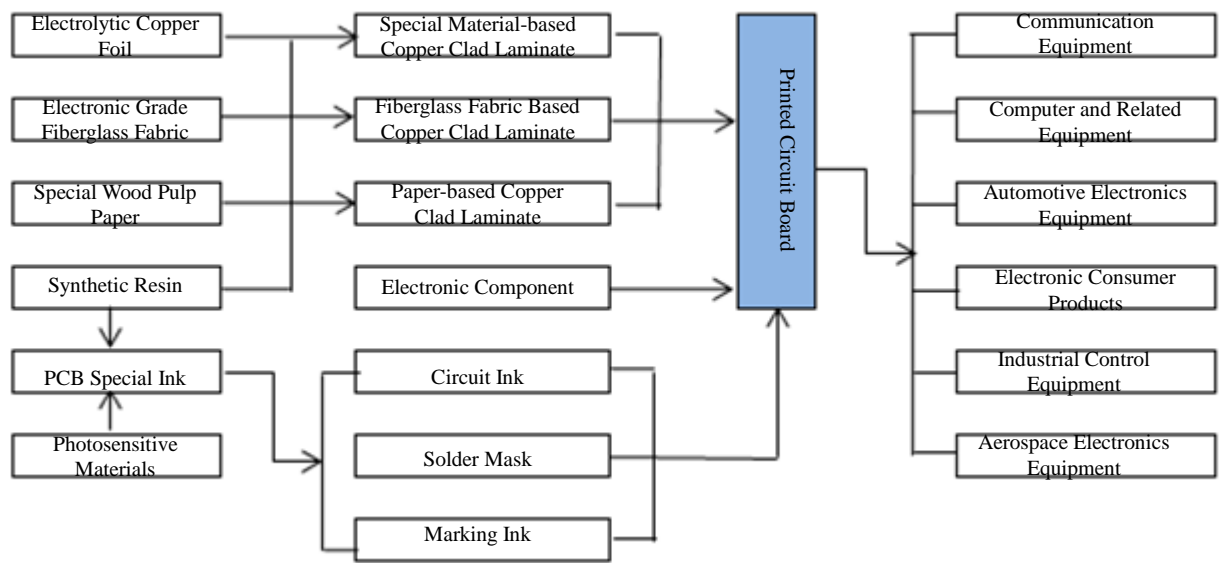 Electrolytic Copper
Foil
Electronic Grade
Fiberglass Fabric
Special Wood Pulp
Paper
Synthetic Resin
PCB Special Ink
Photosensitive
Materials
Special Material-based
Copper Clad Laminate
Fiberglass Fabric Based
Copper Clad Laminate
Paper-based Copper
Clad Laminate
Electronic Component
Circuit Ink
Solder Mask
Marking Ink
Printed Circuit Board
Communication
Equipment
Computer and Related
Equipment
Automotive Electronics
Equipment
Electronic Consumer
Products
Industrial Control
Equipment
Aerospace Electronics
Equipment